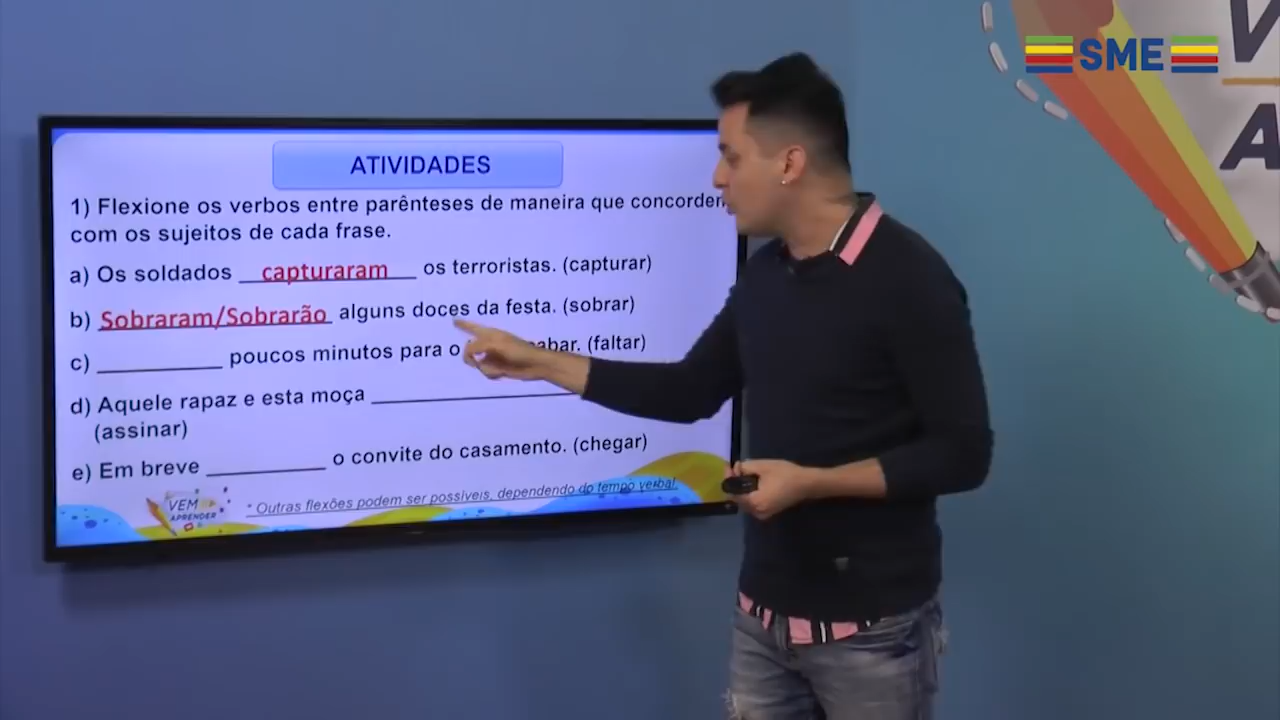 SME
ATIVIDADES
1) Flexione os verbos entre parênteses de maneira que concordem
com os sujeitos de cada frase.
a) Os soldados capturaram os terroristas. (capturar)
b) Sobraram/Sobrarão alguns doces da festa. (sobrar)
c) __________ poucos minutos para o (faltar)
d) Aquele rapaz e esta moça __________
(assinar)
e) Em breve __________ o convite do casamento. (chegar)
VEM
APRENDER
* Outras flexões podem ser possíveis, dependendo do tempo verbal.